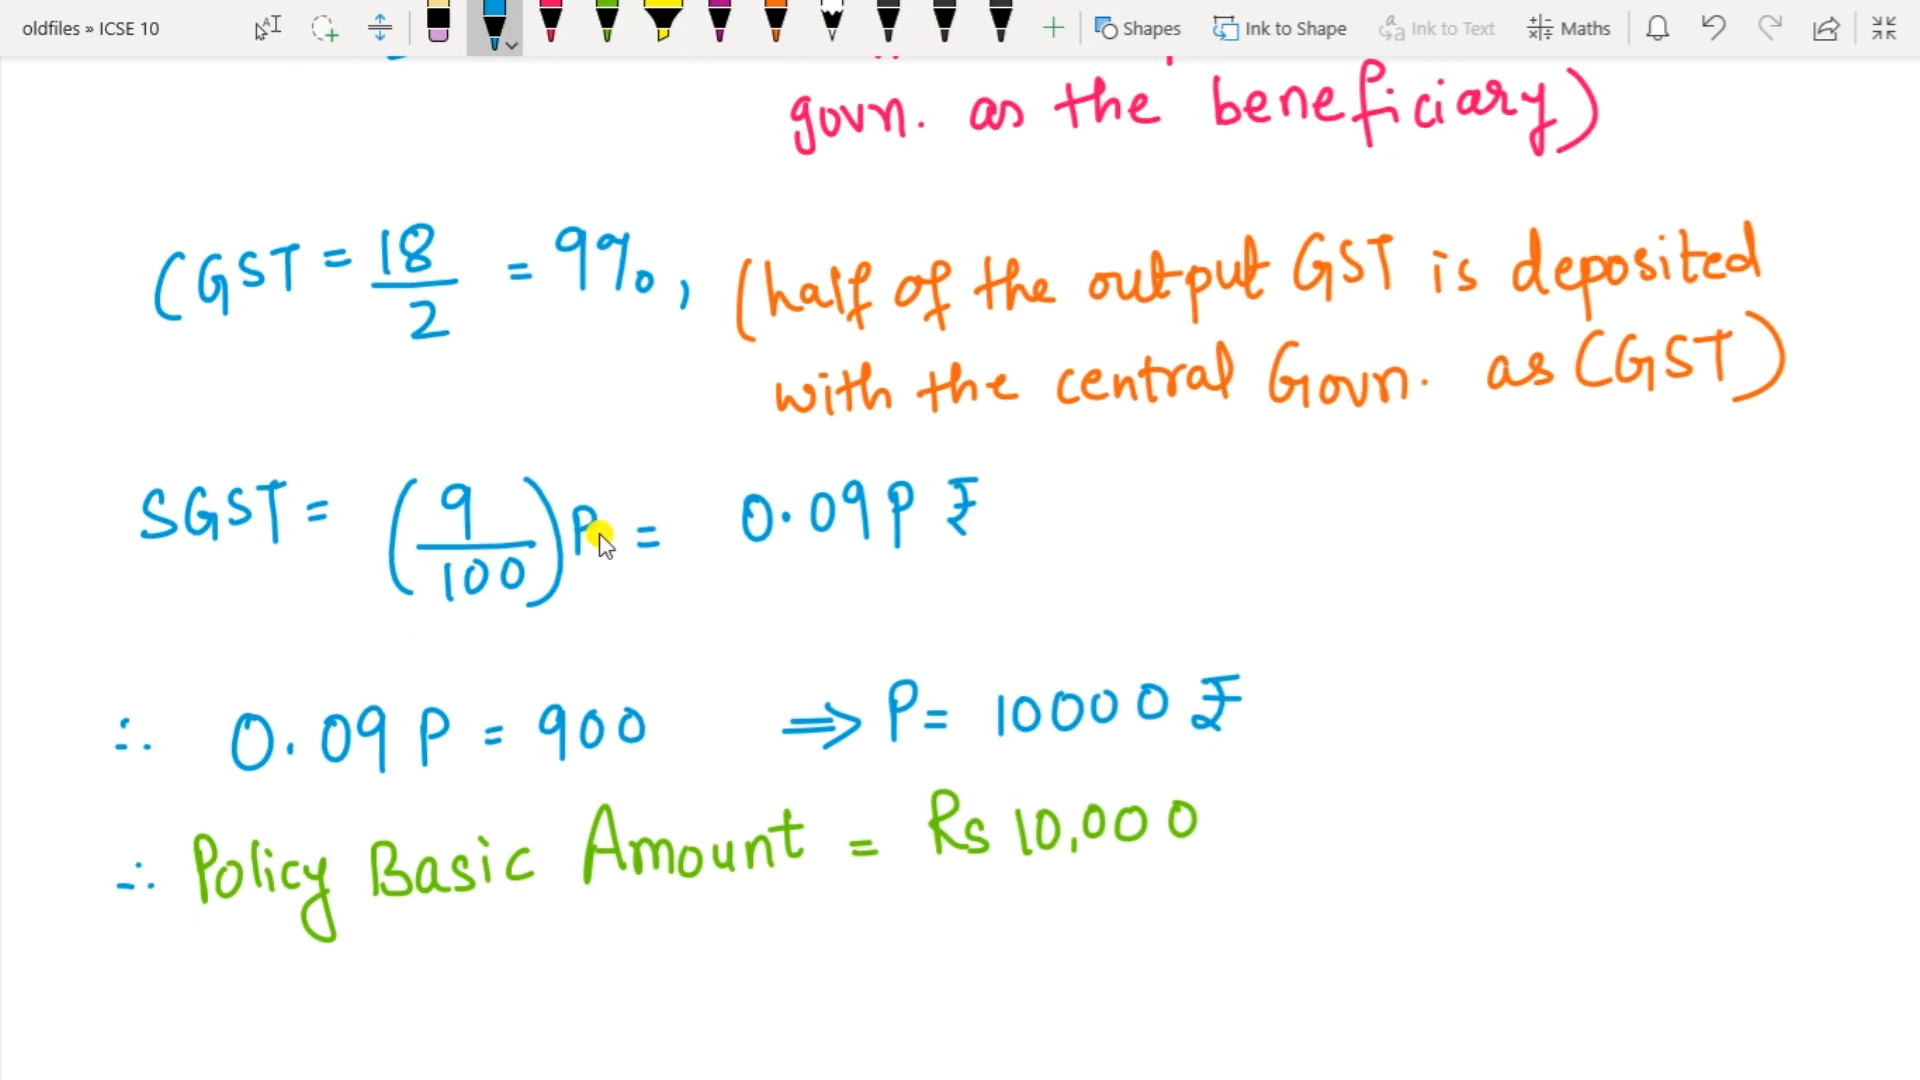 oldfiles » ICSE 10
Shapes
Ink to Shape
Ink to Text
Maths
govn. as the beneficiary)
CGST = 18/2 = 9%, (half of the output GST is deposited
with the central Govn. as CGST)
SGST = (9/100)P = 0.09P ₹
∴ 0.09P = 900 ⇒ P = 10000 ₹
∴ Policy Basic Amount = Rs 10,000